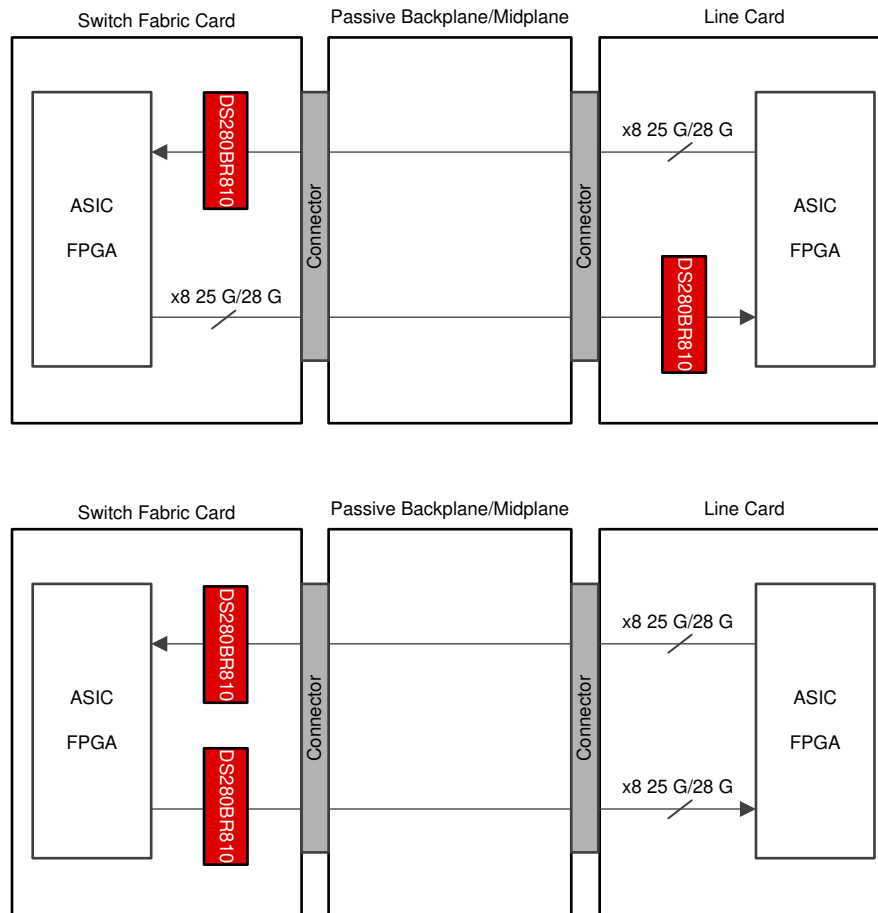 Switch Fabric Card
Passive Backplane/Midplane
Line Card
DS280BR810
x8 25 G/28 G
ASIC
FPGA
Connector
Connector
ASIC
FPGA
x8 25 G/28 G
DS280BR810
Switch Fabric Card
Passive Backplane/Midplane
Line Card
DS280BR810
x8 25 G/28 G
ASIC
FPGA
Connector
Connector
ASIC
FPGA
DS280BR810
x8 25 G/28 G